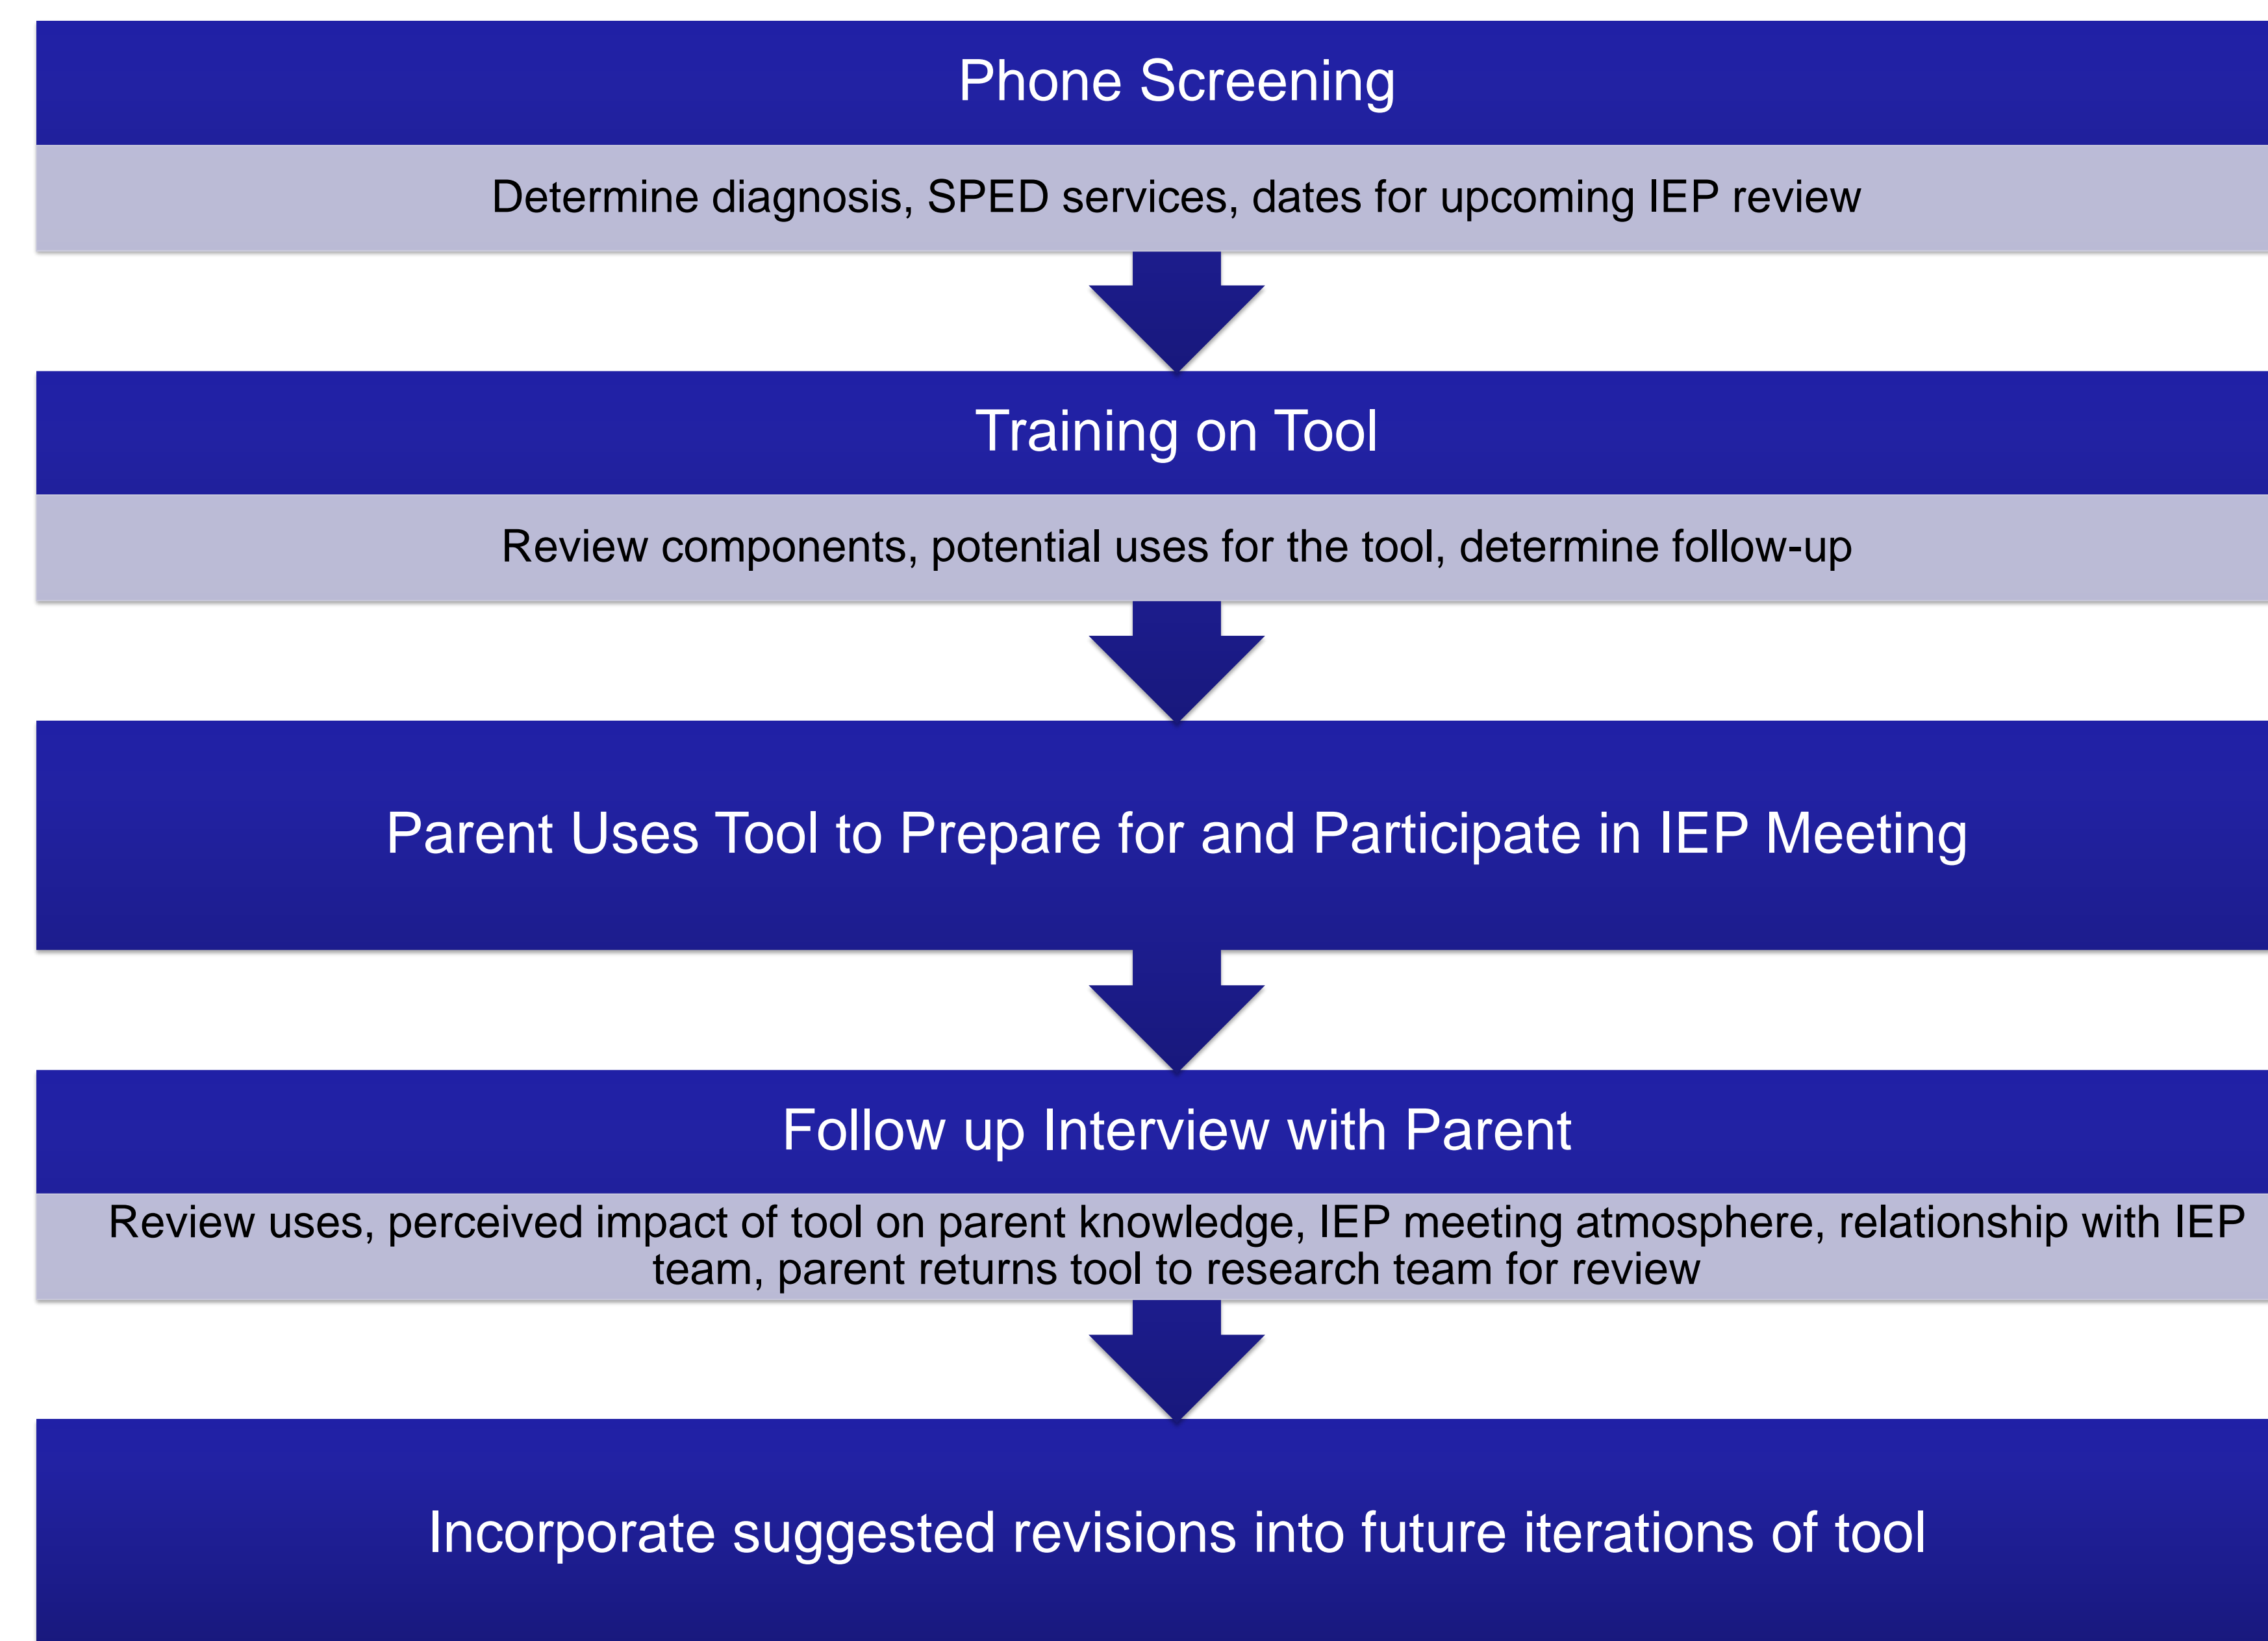 Phone Screening
Determine diagnosis, SPED services, dates for upcoming IEP review
Training on Tool
Review components, potential uses for the tool, determine follow-up
Parent Uses Tool to Prepare for and Participate in IEP Meeting
Follow up Interview with Parent
Review uses, perceived impact of tool on parent knowledge, IEP meeting atmosphere, relationship with IEP
team, parent returns tool to research team for review
Incorporate suggested revisions into future iterations of tool